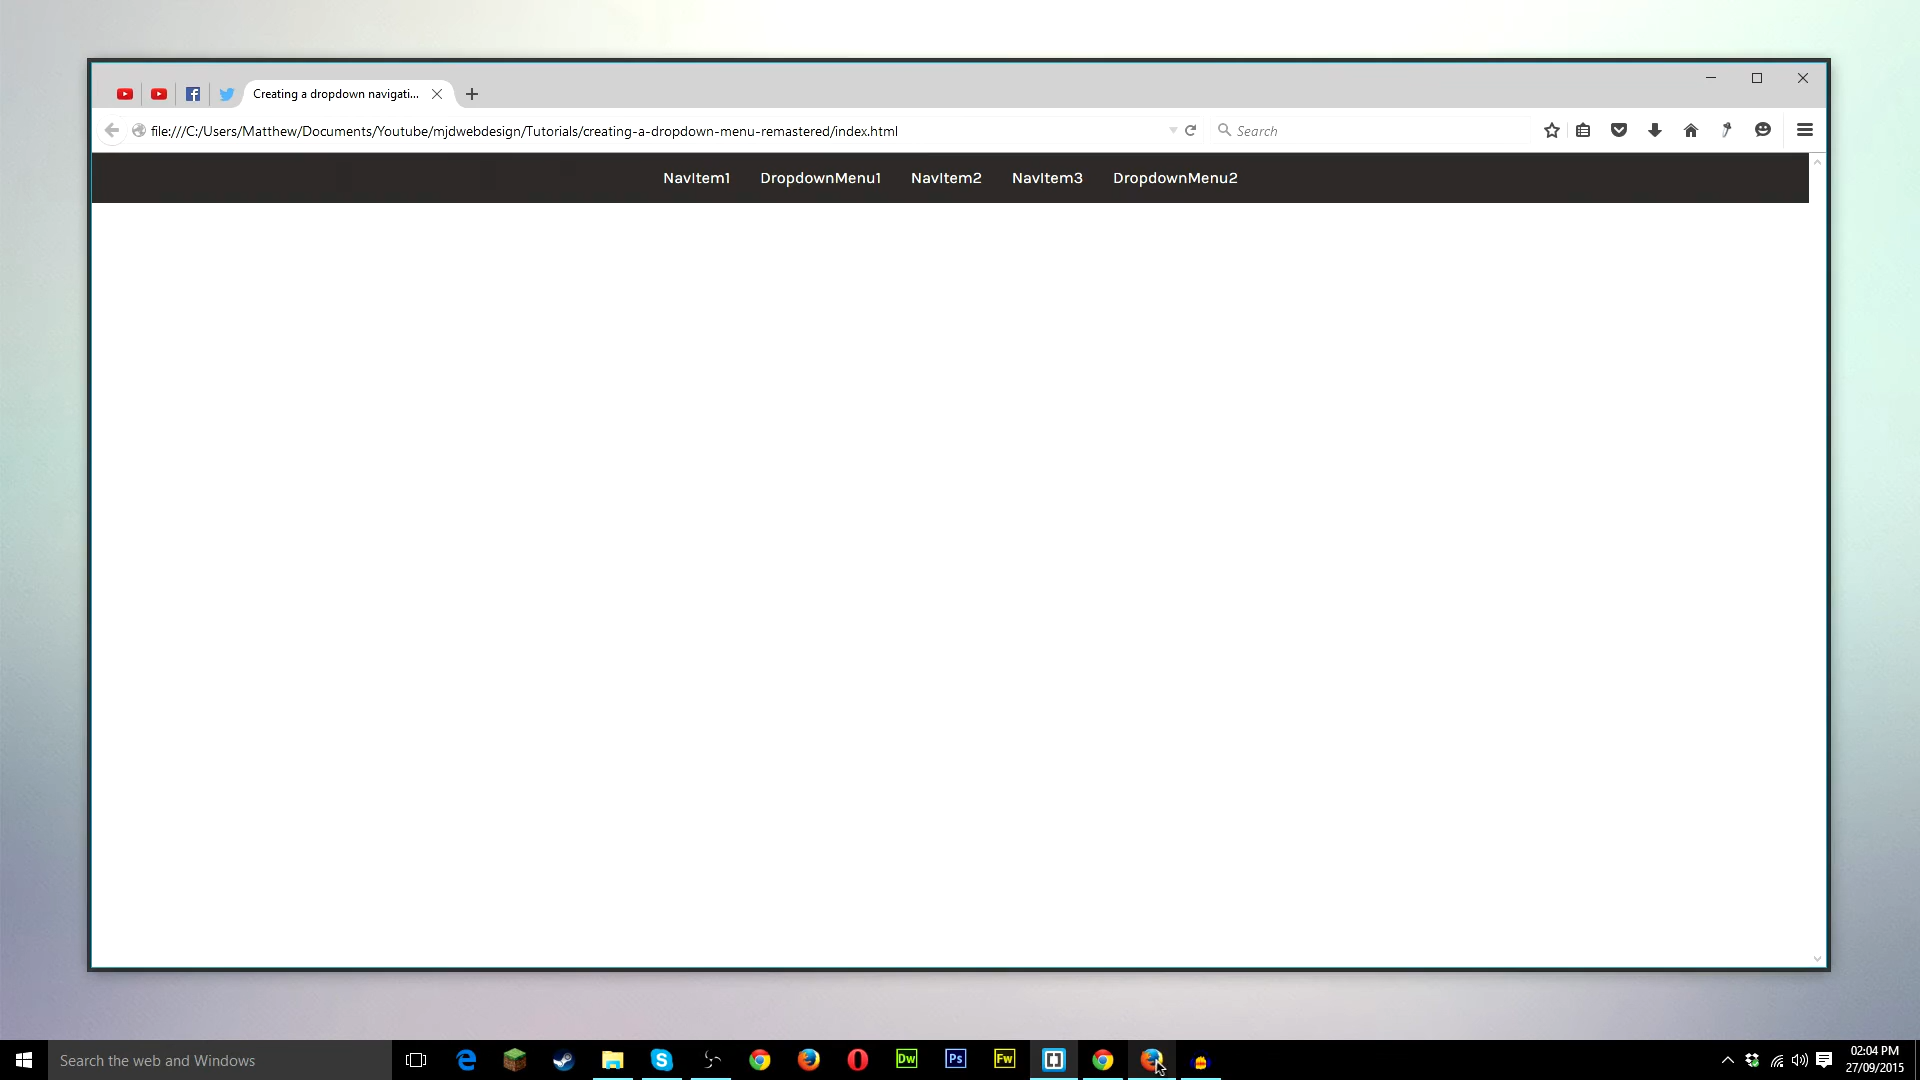 Creating a dropdown navigati...
file:///C:/Users/Matthew/Documents/Youtube/mjdwebdesign/Tutorials/creating-a-dropdown-menu-remastered/index.html
Search
NavItem1 DropdownMenu1 NavItem2 NavItem3 DropdownMenu2
Search the web and Windows
Dw Ps Fw
02:04 PM
27/09/2015